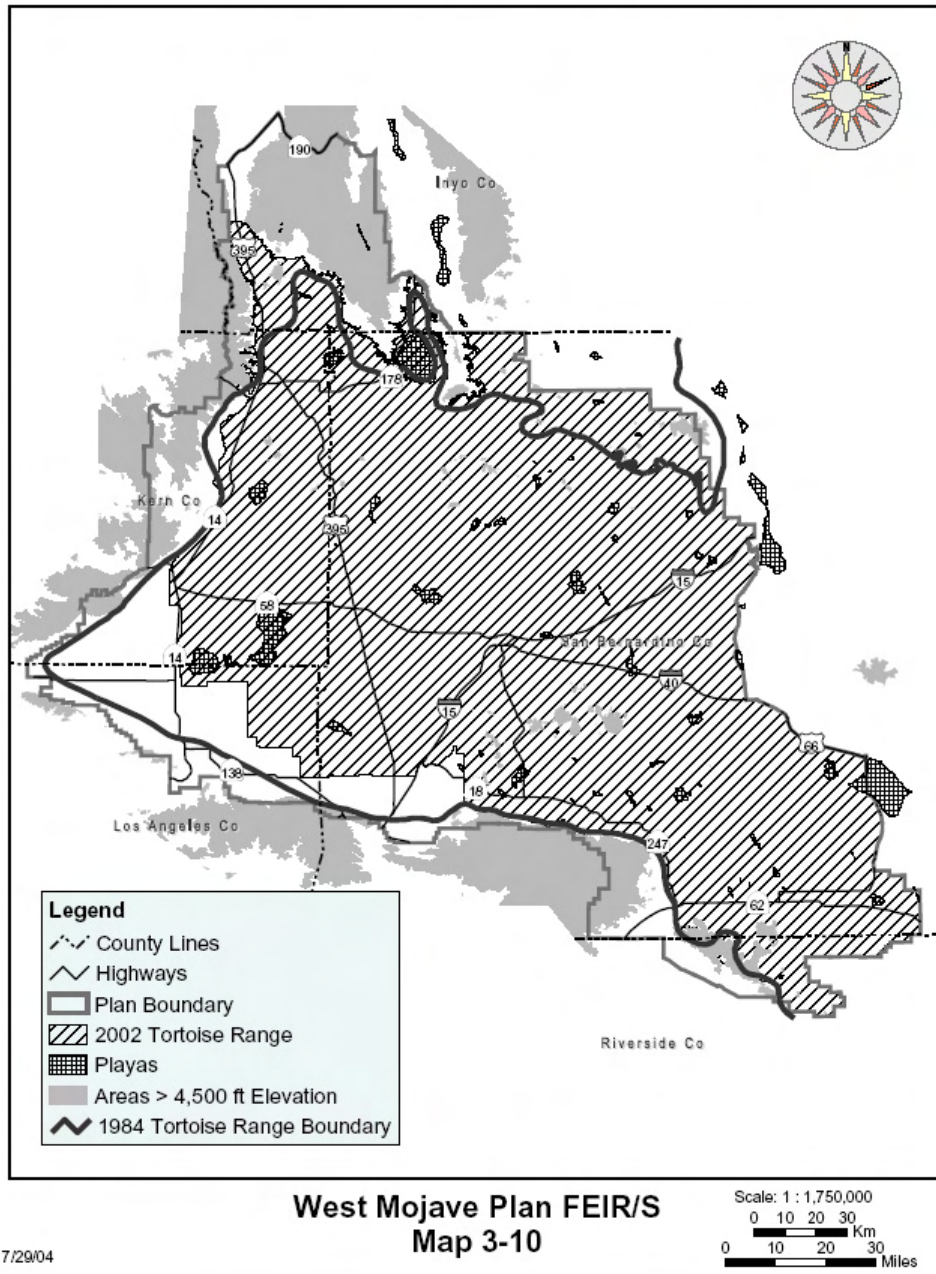 N
190
Inyo Co
395
178
Kern Co
14
395
15
58
San Bernardino Co
14
40
15
66
138
18
Los Angeles Co
247
62
Riverside Co
Legend
County Lines
Highways
Plan Boundary
2002 Tortoise Range
Playas
Areas > 4,500 ft Elevation
1984 Tortoise Range Boundary
West Mojave Plan FEIR/S
Map 3-10
Scale: 1 : 1,750,000
0 10 20 30
Km
0 10 20 30
Miles
7/29/04